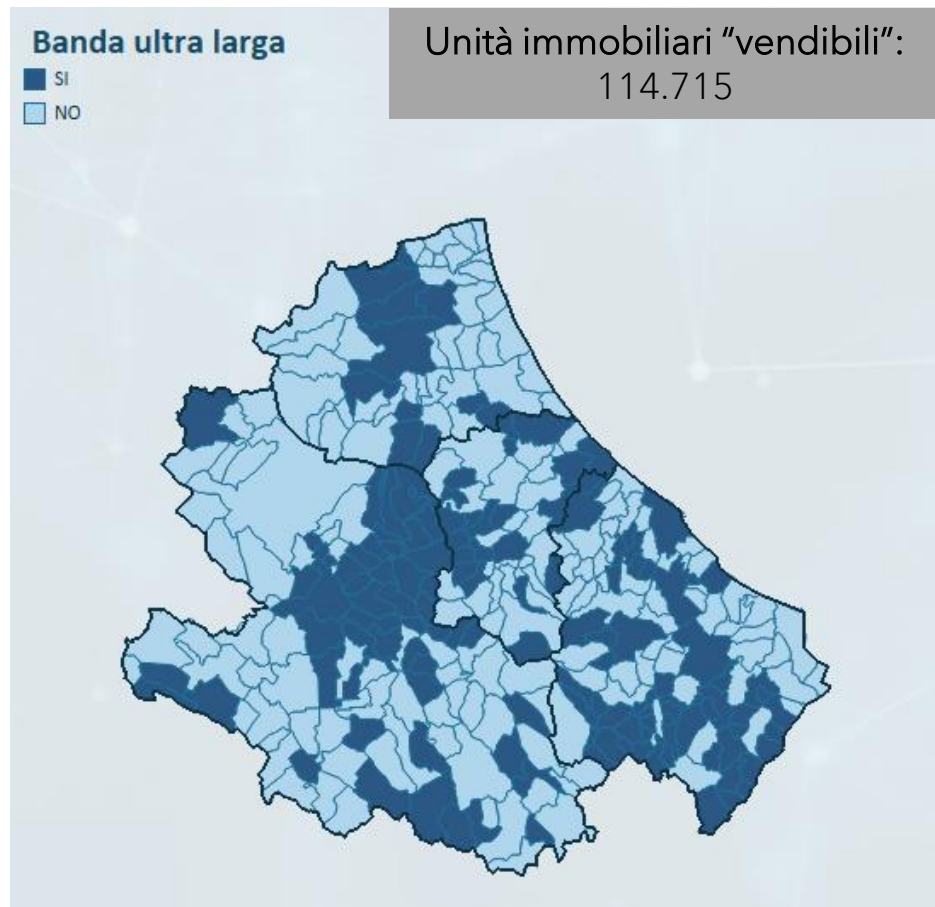 Banda ultra larga
SI
NO
Unità immobiliari “vendibili”:
114.715